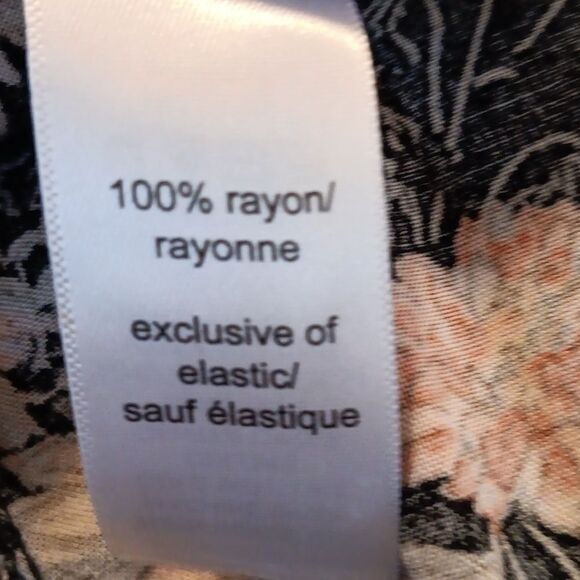 100% rayon/
rayonne
exclusive of
elastic/
sauf élastique